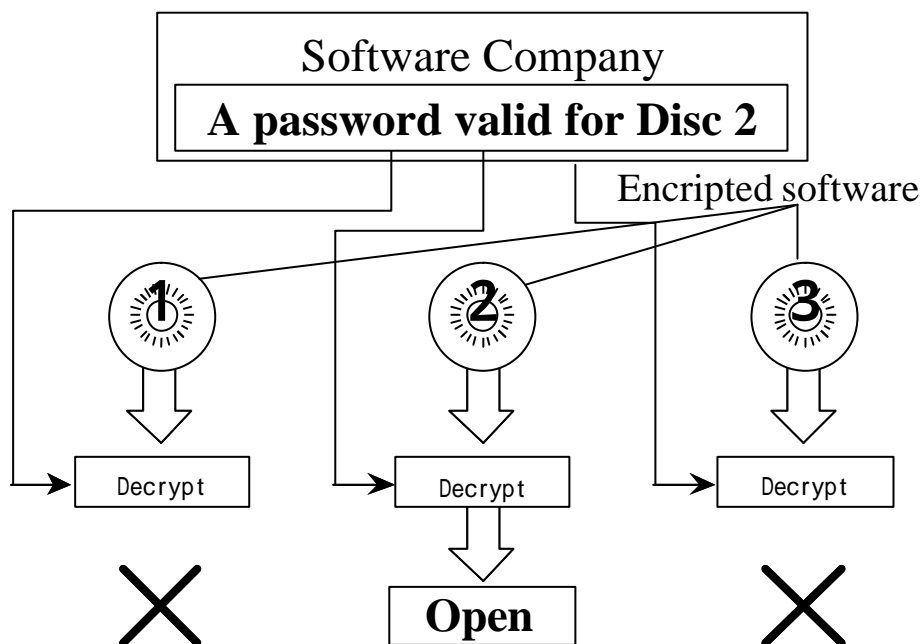 Software Company
A password valid for Disc 2
Encripted software
1 2 3
Decrypt Decrypt Decrypt
Open